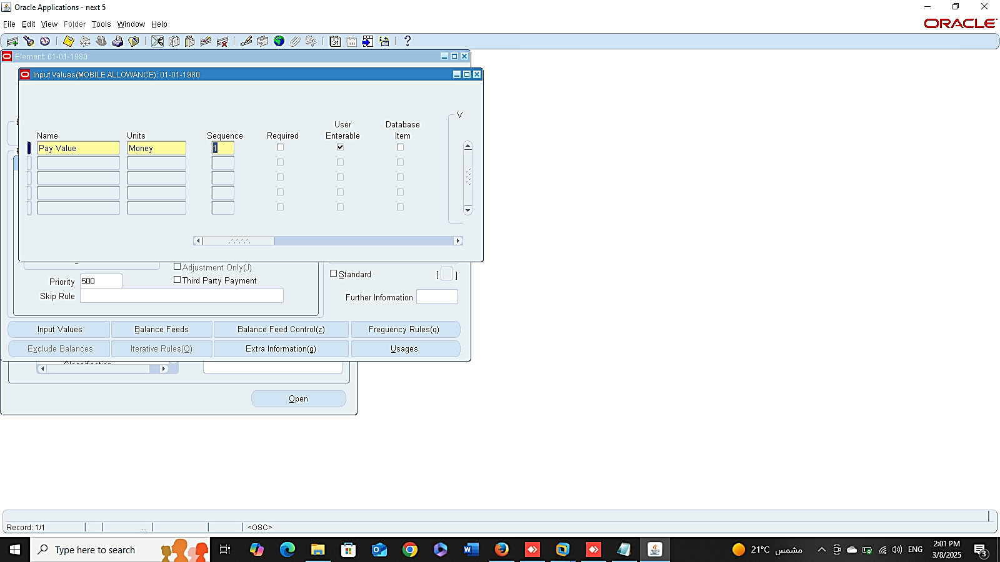 Oracle Applications - next 5
File Edit View Folder Tools Window Help
ORACLE
Element: 01-01-1980
Input Values(MOBILE ALLOWANCE): 01-01-1980
V
User Database
Name Units Sequence Required Enterable Item
Pay Value Money 1
Adjustment Only(J)
Priority 500
Third Party Payment
Skip Rule
Standard [ ]
Further Information
Input Values Balance Feeds Balance Feed Control(z) Frequency Rules(q)
Exclude Balances Iterative Rules(O) Extra Information(g) Usages
Classification
Open
Record: 1/1 ... <OSC>
Type here to search
21°C مشمس
ENG
2:01 PM
3/8/2025
3